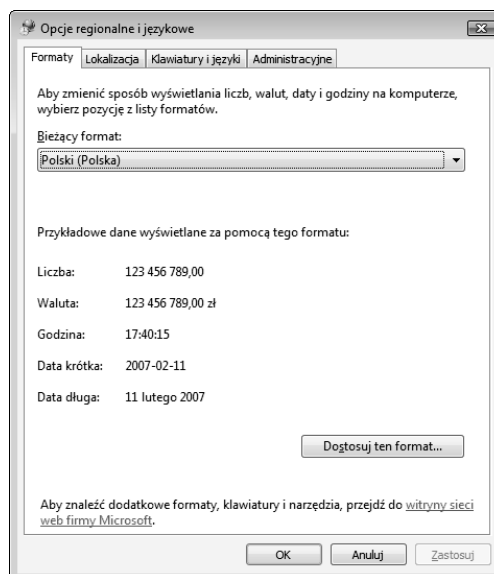 Opcje regionalne i językowe
Formaty Lokalizacja Klawiatury i języki Administracyjne
Aby zmienić sposób wyświetlania liczb, walut, daty i godziny na komputerze,
wybierz pozycję z listy formatów.
Bieżący format:
Polski (Polska)
Przykładowe dane wyświetlane za pomocą tego formatu:
Liczba: 123 456 789,00
Waluta: 123 456 789,00 zł
Godzina: 17:40:15
Data krótka: 2007-02-11
Data długa: 11 lutego 2007
Dostosuj ten format...
Aby znaleźć dodatkowe formaty, klawiatury i narzędzia, przejdź do witryny sieci
web firmy Microsoft.
OK Anuluj Zastosuj